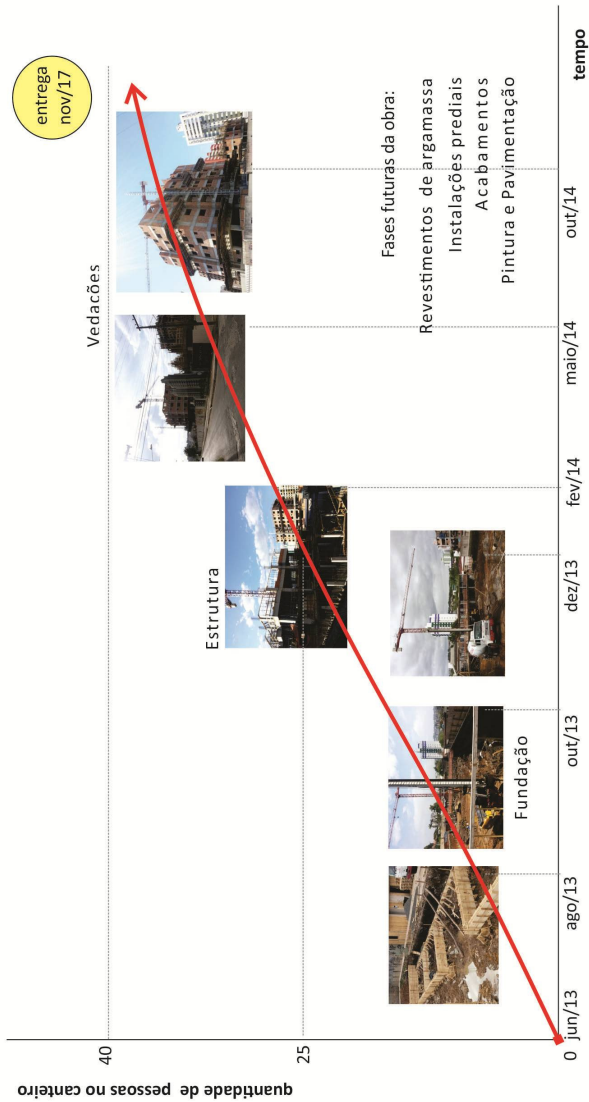 quantidade de pessoas no canteiro
40
25
0
entrega
nov/17
Vedacões
Estrutura
Fundação
Fases futuras da obra:
Revestimentos de argamassa
Instalações prediais
Acabamentos
Pintura e Pavimentação
jun/13
ago/13
out/13
dez/13
fev/14
maio/14
out/14
tempo